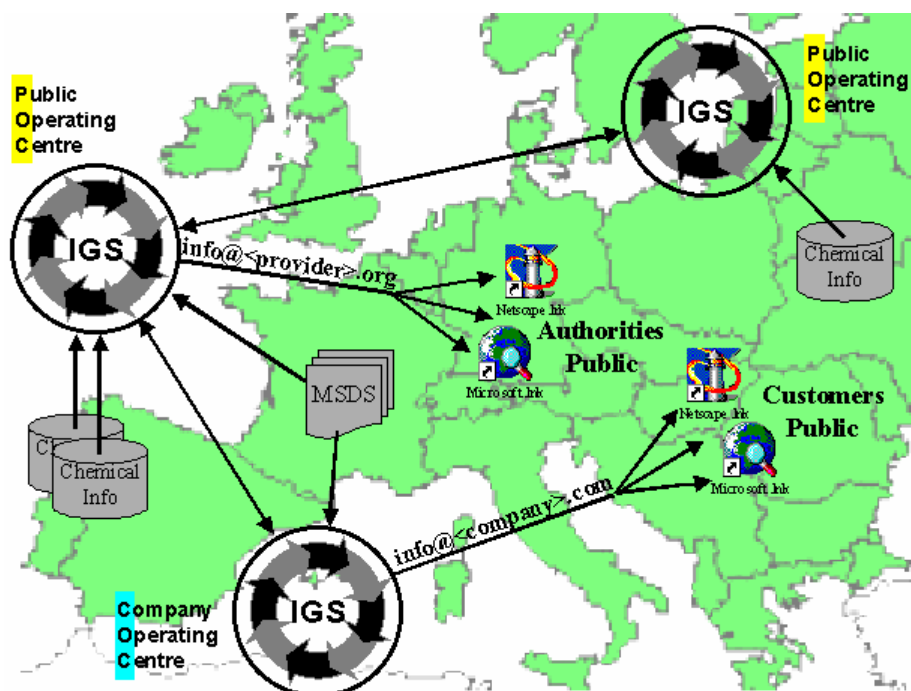 Public
Operating
Centre
IGS
Public
Operating
Centre
IGS
info@<provider>.org
Chemical
Info
Netscape.lnk
Authorities
Public
Microsoft.lnk
MSDS
Netscape.lnk
Customers
Public
Microsoft.lnk
Chemical
Info
info@<company>.com
Company
Operating
Centre
IGS